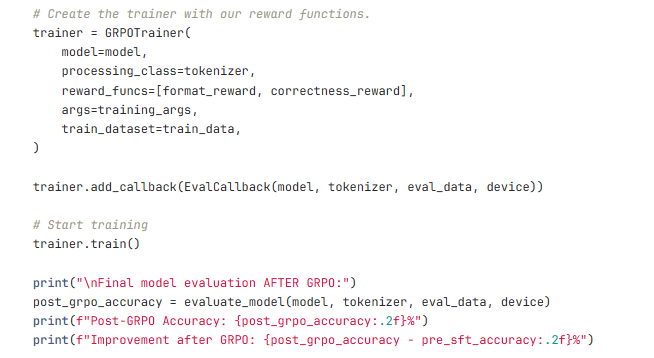 # Create the trainer with our reward functions.
trainer = GRPOTrainer(
    model=model,
    processing_class=tokenizer,
    reward_funcs=[format_reward, correctness_reward],
    args=training_args,
    train_dataset=train_data,
)
trainer.add_callback(EvalCallback(model, tokenizer, eval_data, device))
# Start training
trainer.train()
print("\nFinal model evaluation AFTER GRPO:")
post_grpo_accuracy = evaluate_model(model, tokenizer, eval_data, device)
print(f"Post-GRPO Accuracy: {post_grpo_accuracy:.2f}%")
print(f"Improvement after GRPO: {post_grpo_accuracy - pre_sft_accuracy:.2f}%")